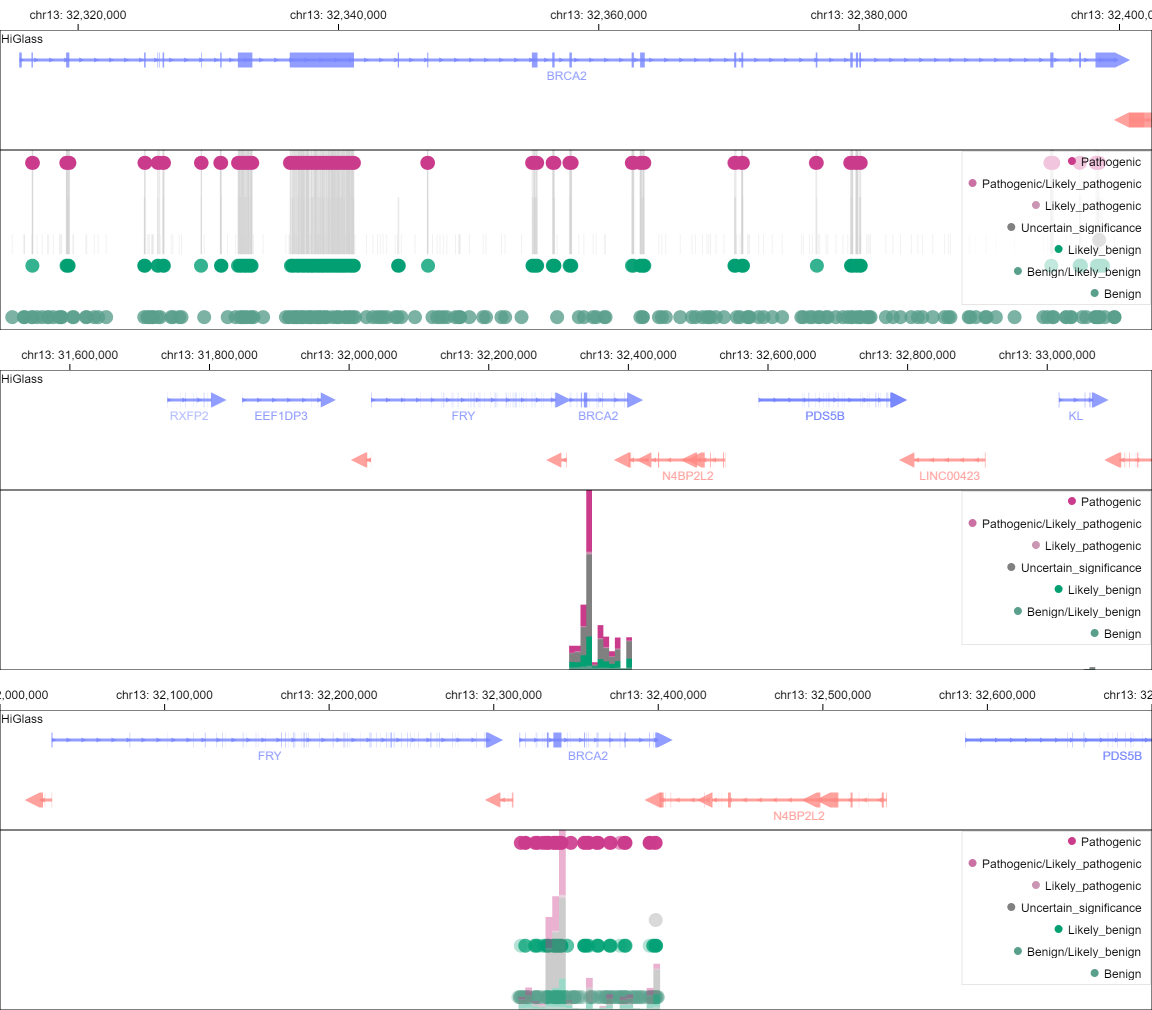 chr13: 32,320,000 chr13: 32,340,000 chr13: 32,360,000 chr13: 32,380,000 chr13: 32,400,0
HiGlass
BRCA2
Pathogenic
Pathogenic/Likely_pathogenic
Likely_pathogenic
Uncertain_significance
Likely_benign
Benign/Likely_benign
Benign
chr13: 31,600,000 chr13: 31,800,000 chr13: 32,000,000 chr13: 32,200,000 chr13: 32,400,000 chr13: 32,600,000 chr13: 32,800,000 chr13: 33,000,000
HiGlass
RXFP2 EEF1DP3 FRY BRCA2 PDS5B KL
N4BP2L2 LINC00423
Pathogenic
Pathogenic/Likely_pathogenic
Likely_pathogenic
Uncertain_significance
Likely_benign
Benign/Likely_benign
Benign
,000,000 chr13: 32,100,000 chr13: 32,200,000 chr13: 32,300,000 chr13: 32,400,000 chr13: 32,500,000 chr13: 32,600,000 chr13: 32
HiGlass
FRY BRCA2 PDS5B
N4BP2L2
Pathogenic
Pathogenic/Likely_pathogenic
Likely_pathogenic
Uncertain_significance
Likely_benign
Benign/Likely_benign
Benign